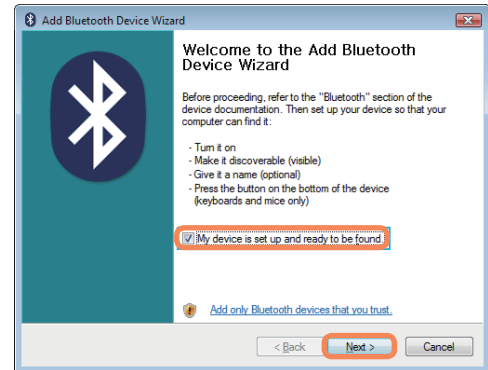 Add Bluetooth Device Wizard
Welcome to the Add Bluetooth
Device Wizard
Before proceeding, refer to the "Bluetooth" section of the
device documentation. Then set up your device so that your
computer can find it:
- Turn it on
- Make it discoverable (visible)
- Give it a name (optional)
- Press the button on the bottom of the device
(keyboards and mice only)
My device is set up and ready to be found.
Add only Bluetooth devices that you trust.
< Back Next > Cancel